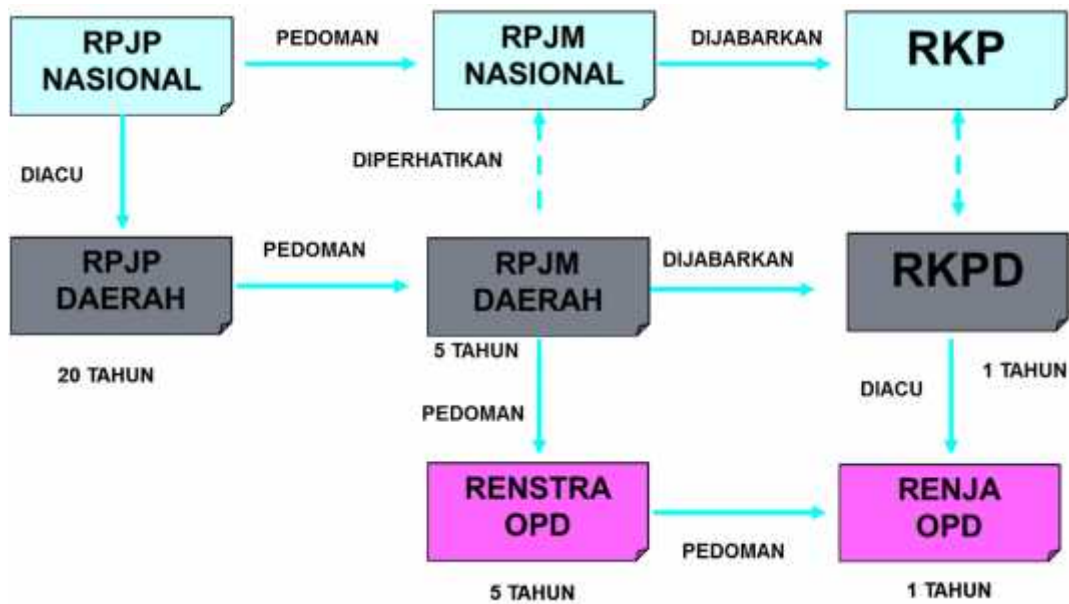 RPJP
NASIONAL
PEDOMAN
RPJM
NASIONAL
DIJABARKAN
RKP
DIACU
DIPERHATIKAN
RPJP
DAERAH
PEDOMAN
RPJM
DAERAH
DIJABARKAN
RKPD
20 TAHUN
5 TAHUN
1 TAHUN
PEDOMAN
DIACU
RENSTRA
OPD
PEDOMAN
RENJA
OPD
5 TAHUN
1 TAHUN